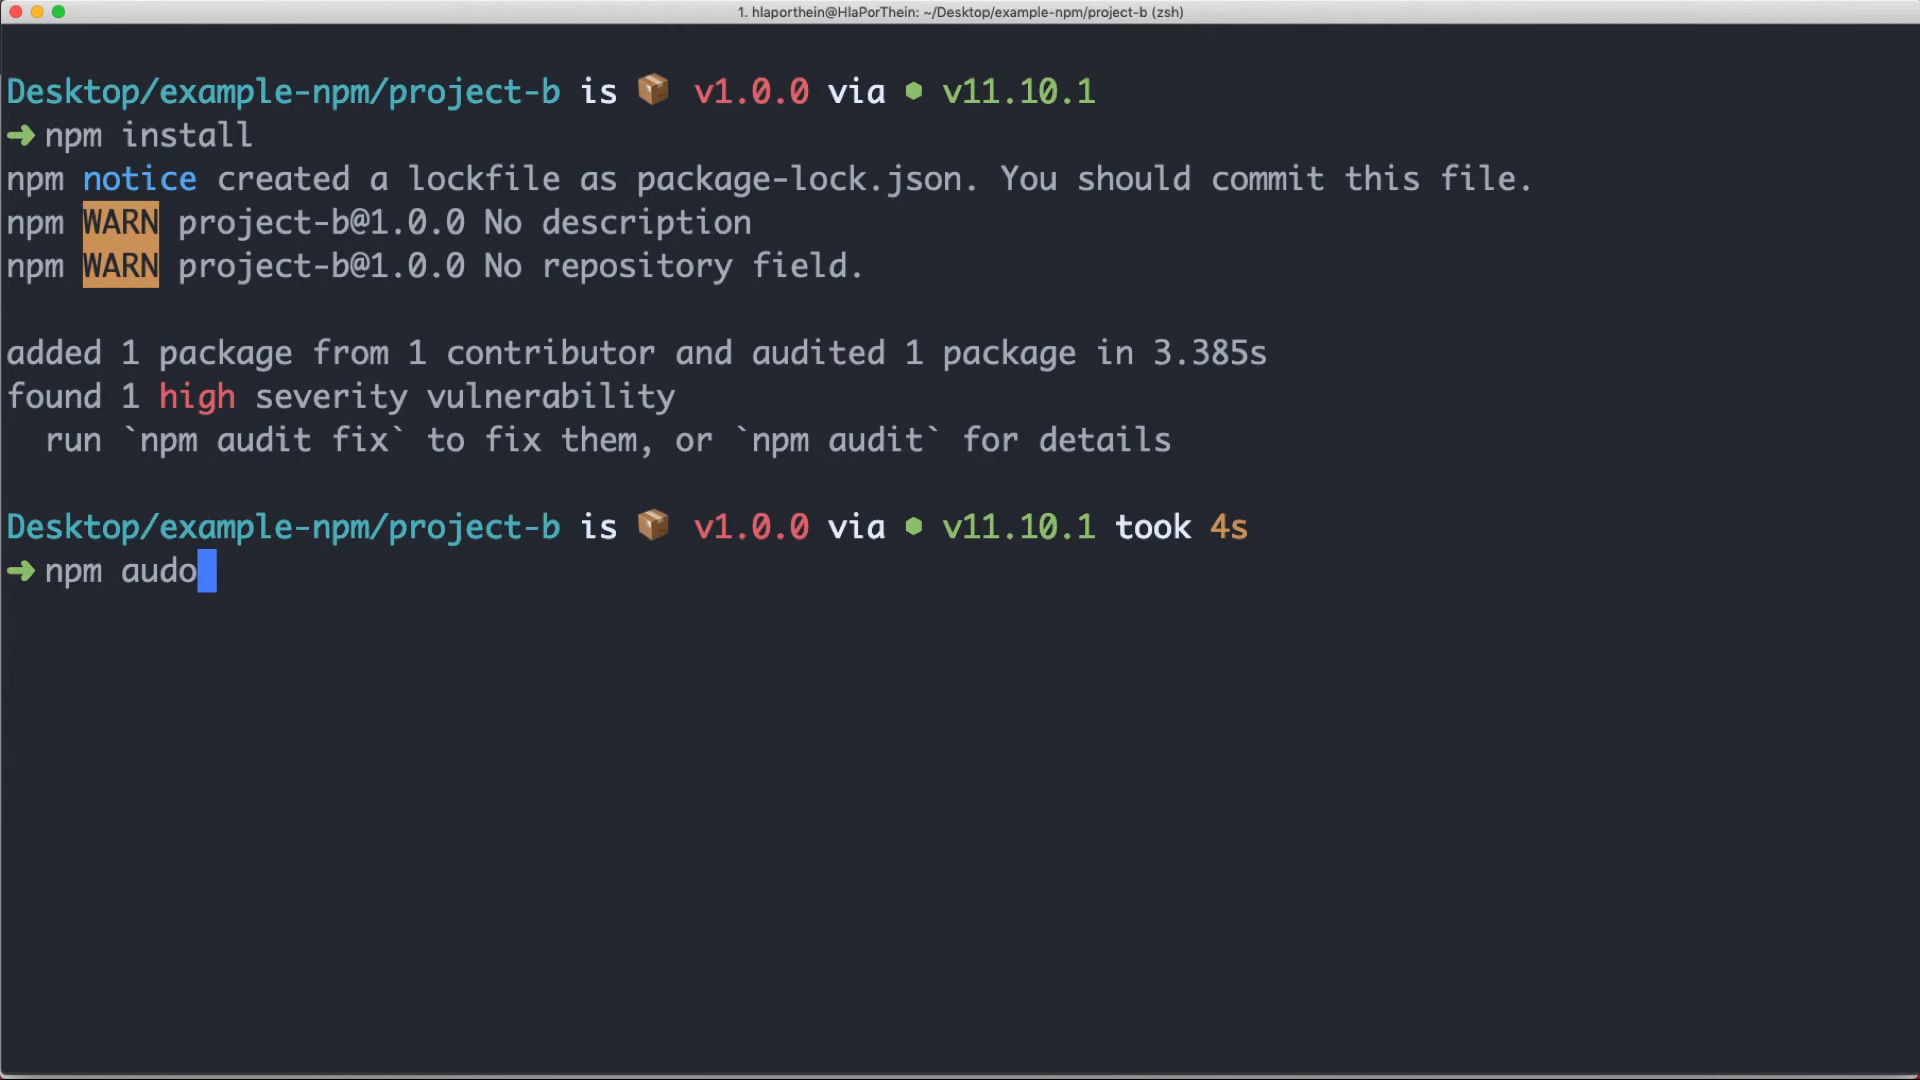 1. hlaporthein@HlaPorThein: ~/Desktop/example-npm/project-b (zsh)
Desktop/example-npm/project-b is 📦 v1.0.0 via ⬢ v11.10.1
➜ npm install
npm notice created a lockfile as package-lock.json. You should commit this file.
npm WARN project-b@1.0.0 No description
npm WARN project-b@1.0.0 No repository field.
added 1 package from 1 contributor and audited 1 package in 3.385s
found 1 high severity vulnerability
run `npm audit fix` to fix them, or `npm audit` for details
Desktop/example-npm/project-b is 📦 v1.0.0 via ⬢ v11.10.1 took 4s
➜ npm audo